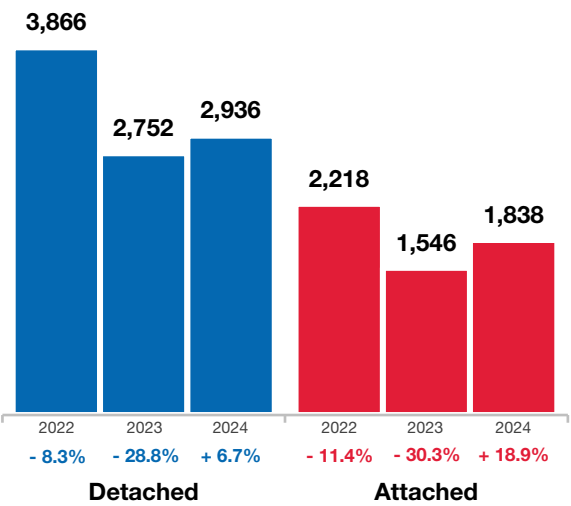 3,866
2,752
2,936
2,218
1,546
1,838
2022 2023 2024 2022 2023 2024
- 8.3% - 28.8% + 6.7% - 11.4% - 30.3% + 18.9%
Detached Attached